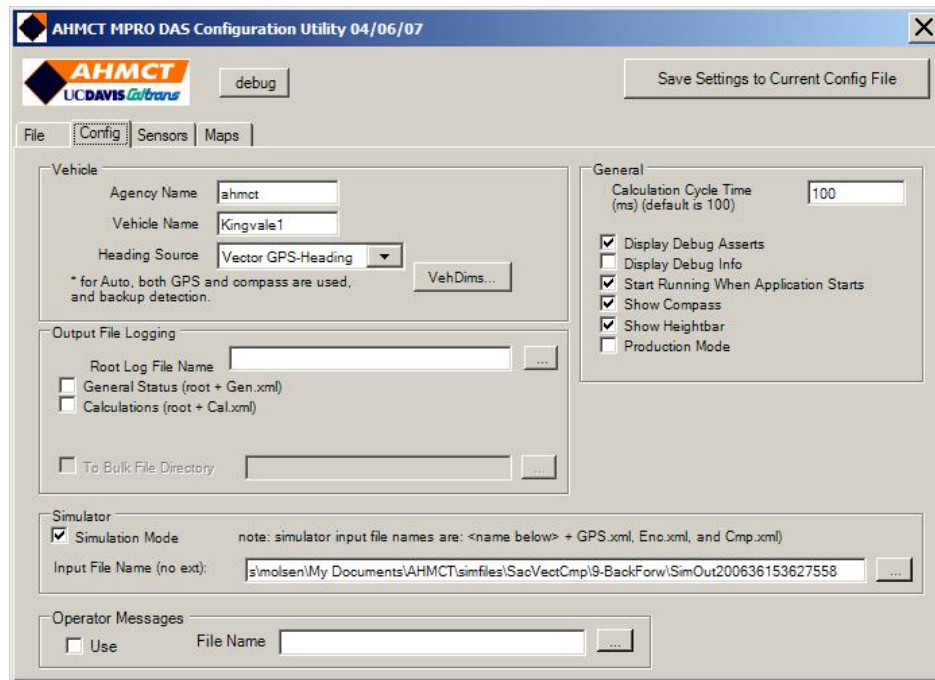 AHMCT MPRO DAS Configuration Utility 04/06/07
AHMCT
UCDAVIS Caltrans
debug
Save Settings to Current Config File
File Config Sensors Maps
Vehicle
Agency Name ahmct
Vehicle Name Kingvale1
Heading Source Vector GPS-Heading
* for Auto, both GPS and compass are used,
and backup detection.
VehDims...
General
Calculation Cycle Time
(ms) (default is 100)
100
Display Debug Asserts
Display Debug Info
Start Running When Application Starts
Show Compass
Show Heightbar
Production Mode
Output File Logging
Root Log File Name ...
General Status (root + Gen.xml)
Calculations (root + Cal.xml)
To Bulk File Directory ...
Simulator
Simulation Mode note: simulator input file names are: <name below> + GPS.xml, Enc.xml, and Cmp.xml)
Input File Name (no ext): s\molsen\My Documents\AHMCT\simfiles\SacVectCmp\9-BackForw\SimOut200636153627558 ...
Operator Messages
Use File Name ...